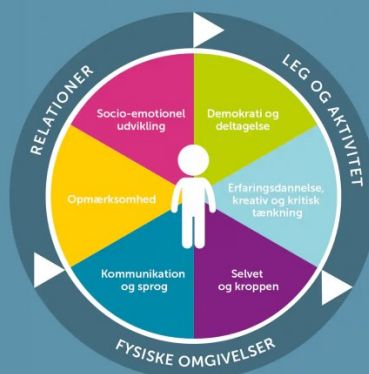 RELATIONER
LEG OG AKTIVITET
Socio-emotionel
udvikling
Demokrati og
deltagelse
Opmærksomhed
Erfaringsdannelse,
kreativ og kritisk
tænkning
Kommunikation
og sprog
Selvet
og kroppen
FYSISKE OMGIVELSER